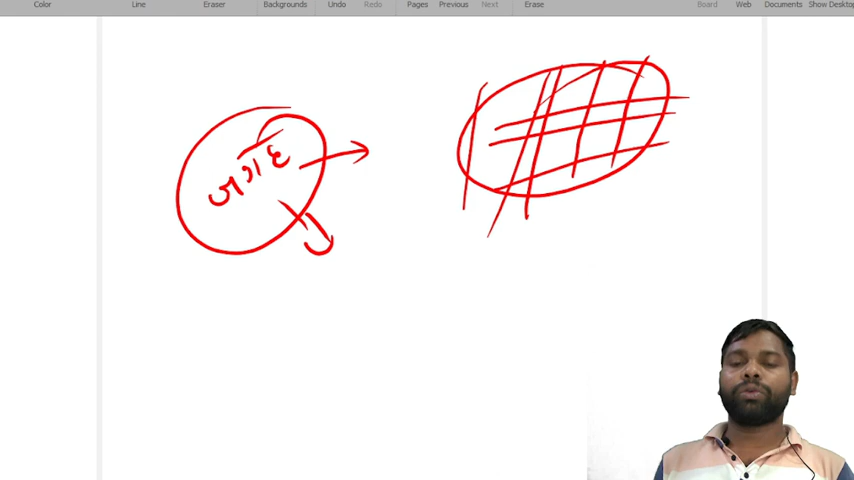 Color Line Eraser Backgrounds Undo Redo Pages Previous Next Erase Board Web Documents Show Desktop
जगह